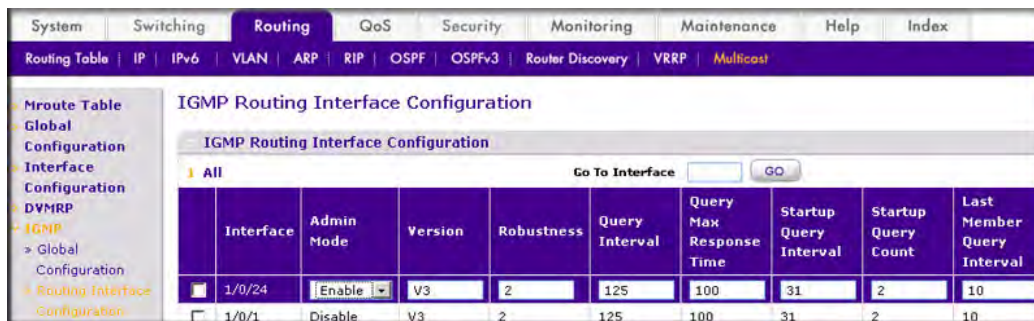 System Switching Routing QoS Security Monitoring Maintenance Help Index
Routing Table | IP | IPv6 | VLAN | ARP | RIP | OSPF | OSPFv3 | Router Discovery | VRRP | Multicast
Mroute Table
Global
Configuration
Interface
Configuration
DVMRP
IGMP
» Global
Configuration
» Routing Interface
Configuration
IGMP Routing Interface Configuration
IGMP Routing Interface Configuration
1 All Go To Interface GO
Interface Admin Mode Version Robustness Query Interval Query Max Response Time Startup Query Interval Startup Query Count Last Member Query Interval
1/0/24 Enable V3 2 125 100 31 2 10
1/0/1 Disable V3 2 125 100 31 2 10